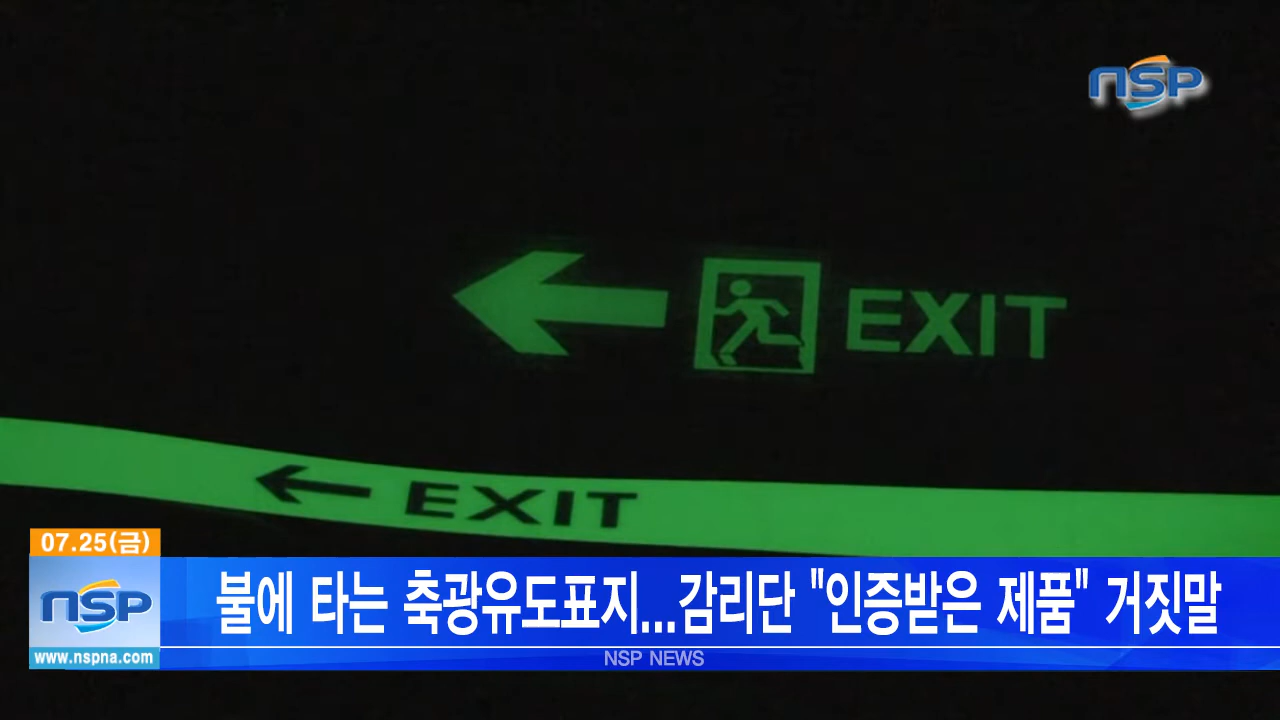 nSP
EXIT
EXIT
07.25(금)
nSP
불에 타는 축광유도표지...감리단 "인증받은 제품" 거짓말
www.nspna.com
NSP NEWS